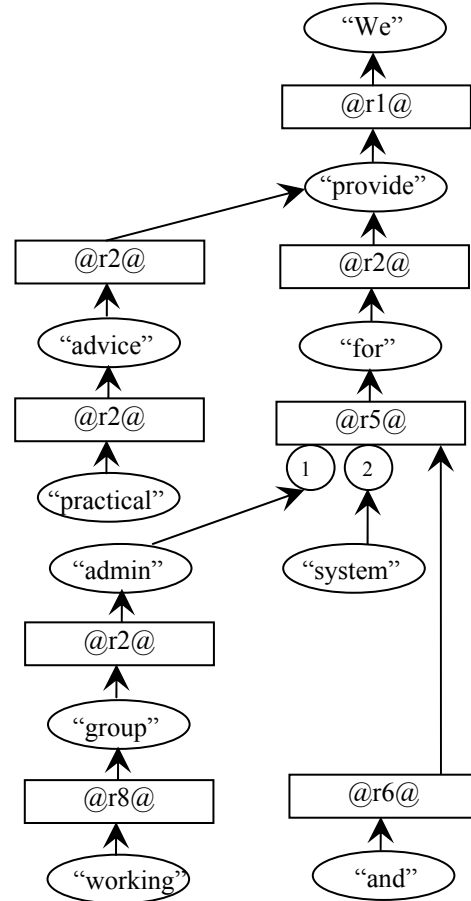 “We”
@r1@
“provide”
@r2@ @r2@
“advice” “for”
@r2@ @r5@
1 2
“practical”
“admin” “system”
@r2@
“group”
@r8@ @r6@
“working” “and”